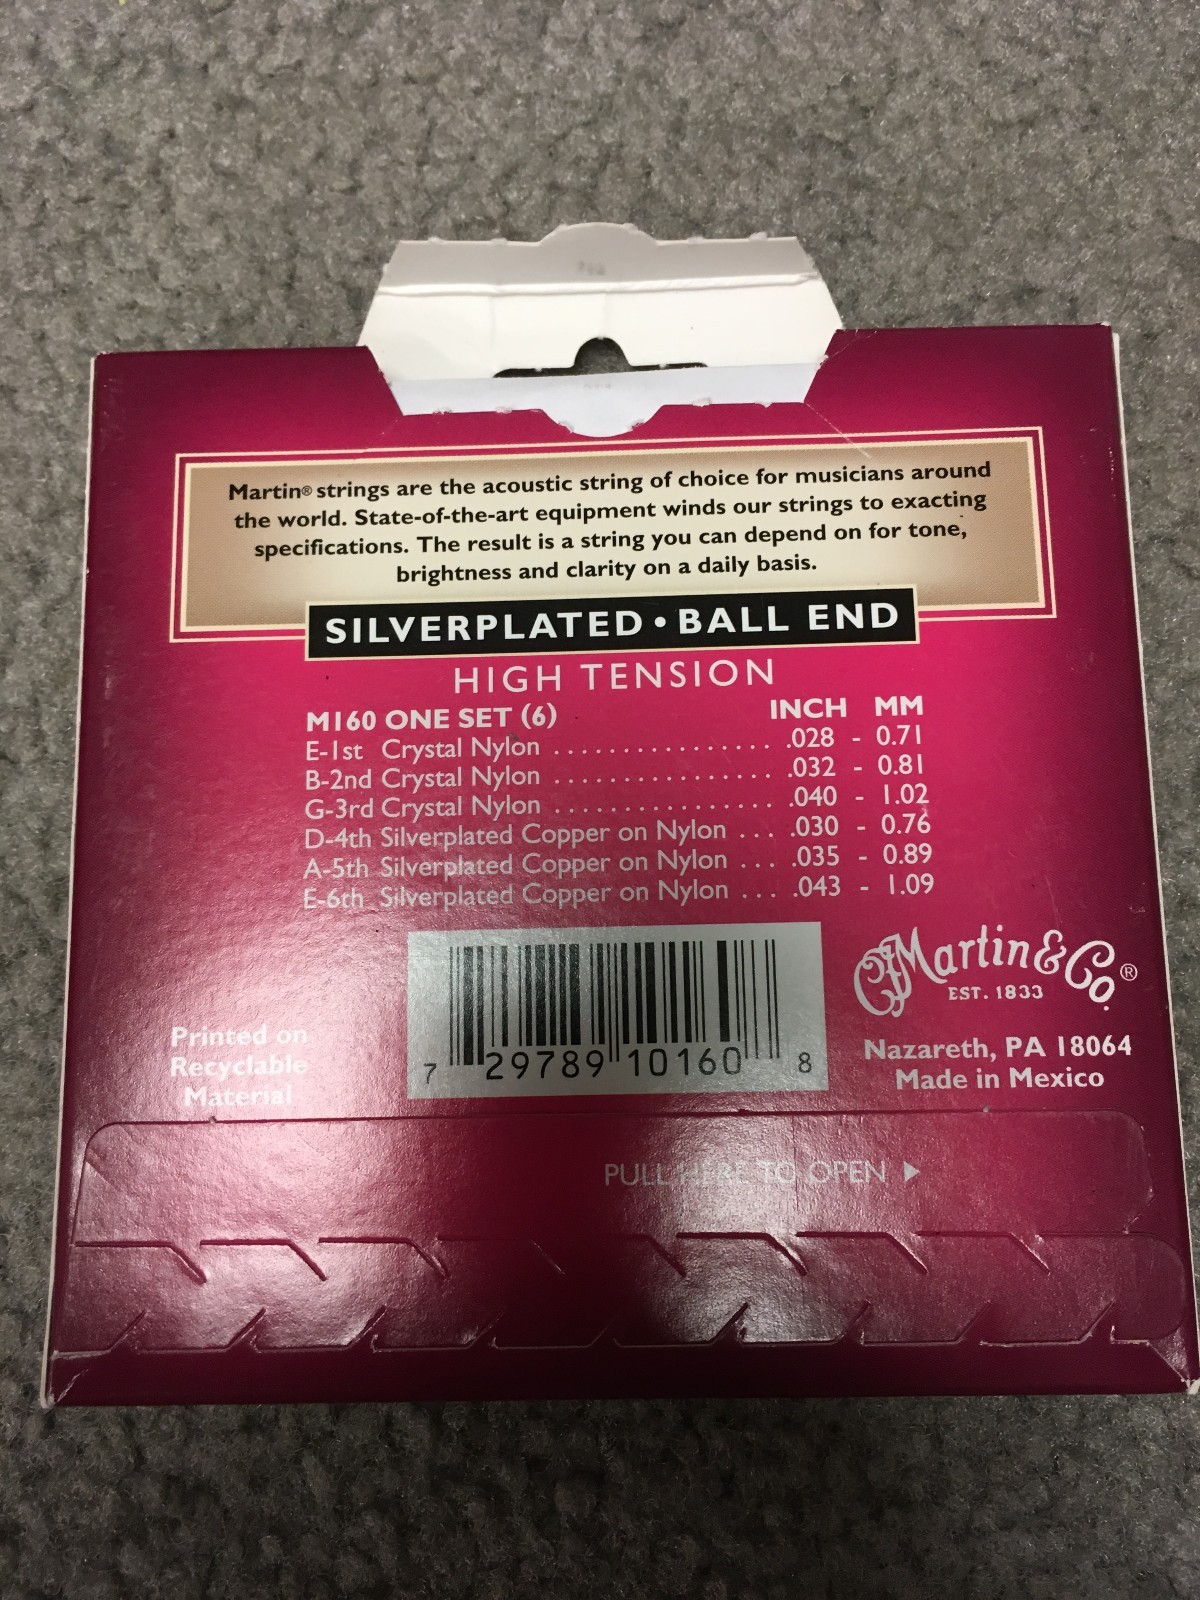 Martin® strings are the acoustic string of choice for musicians around
the world. State-of-the-art equipment winds our strings to exacting
specifications. The result is a string you can depend on for tone,
brightness and clarity on a daily basis.
SILVERPLATED • BALL END
HIGH TENSION
M160 ONE SET (6) INCH MM
E-1st Crystal Nylon ................. .028 - 0.71
B-2nd Crystal Nylon ................. .032 - 0.81
G-3rd Crystal Nylon ................. .040 - 1.02
D-4th Silverplated Copper on Nylon ... .030 - 0.76
A-5th Silverplated Copper on Nylon ... .035 - 0.89
E-6th Silverplated Copper on Nylon ... .043 - 1.09
CF Martin & Co.®
EST. 1833
Nazareth, PA 18064
Made in Mexico
Printed on
Recyclable
Material
7 29789 10160 8
PULL HERE TO OPEN ▶